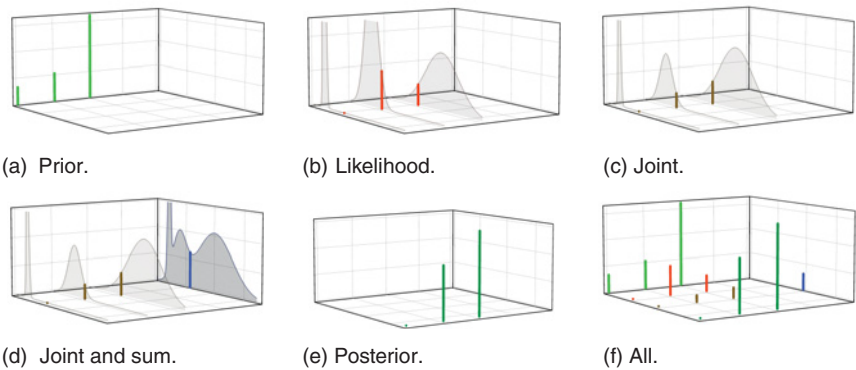 (a) Prior.
(b) Likelihood.
(c) Joint.
(d) Joint and sum.
(e) Posterior.
(f) All.